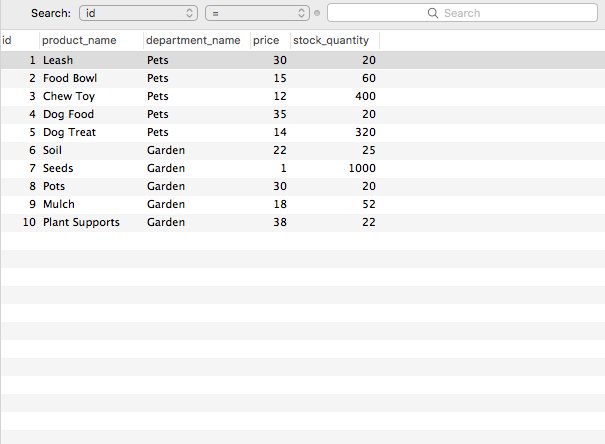 Search: id = Search
id product_name department_name price stock_quantity
1 Leash Pets 30 20
2 Food Bowl Pets 15 60
3 Chew Toy Pets 12 400
4 Dog Food Pets 35 20
5 Dog Treat Pets 14 320
6 Soil Garden 22 25
7 Seeds Garden 1 1000
8 Pots Garden 30 20
9 Mulch Garden 18 52
10 Plant Supports Garden 38 22